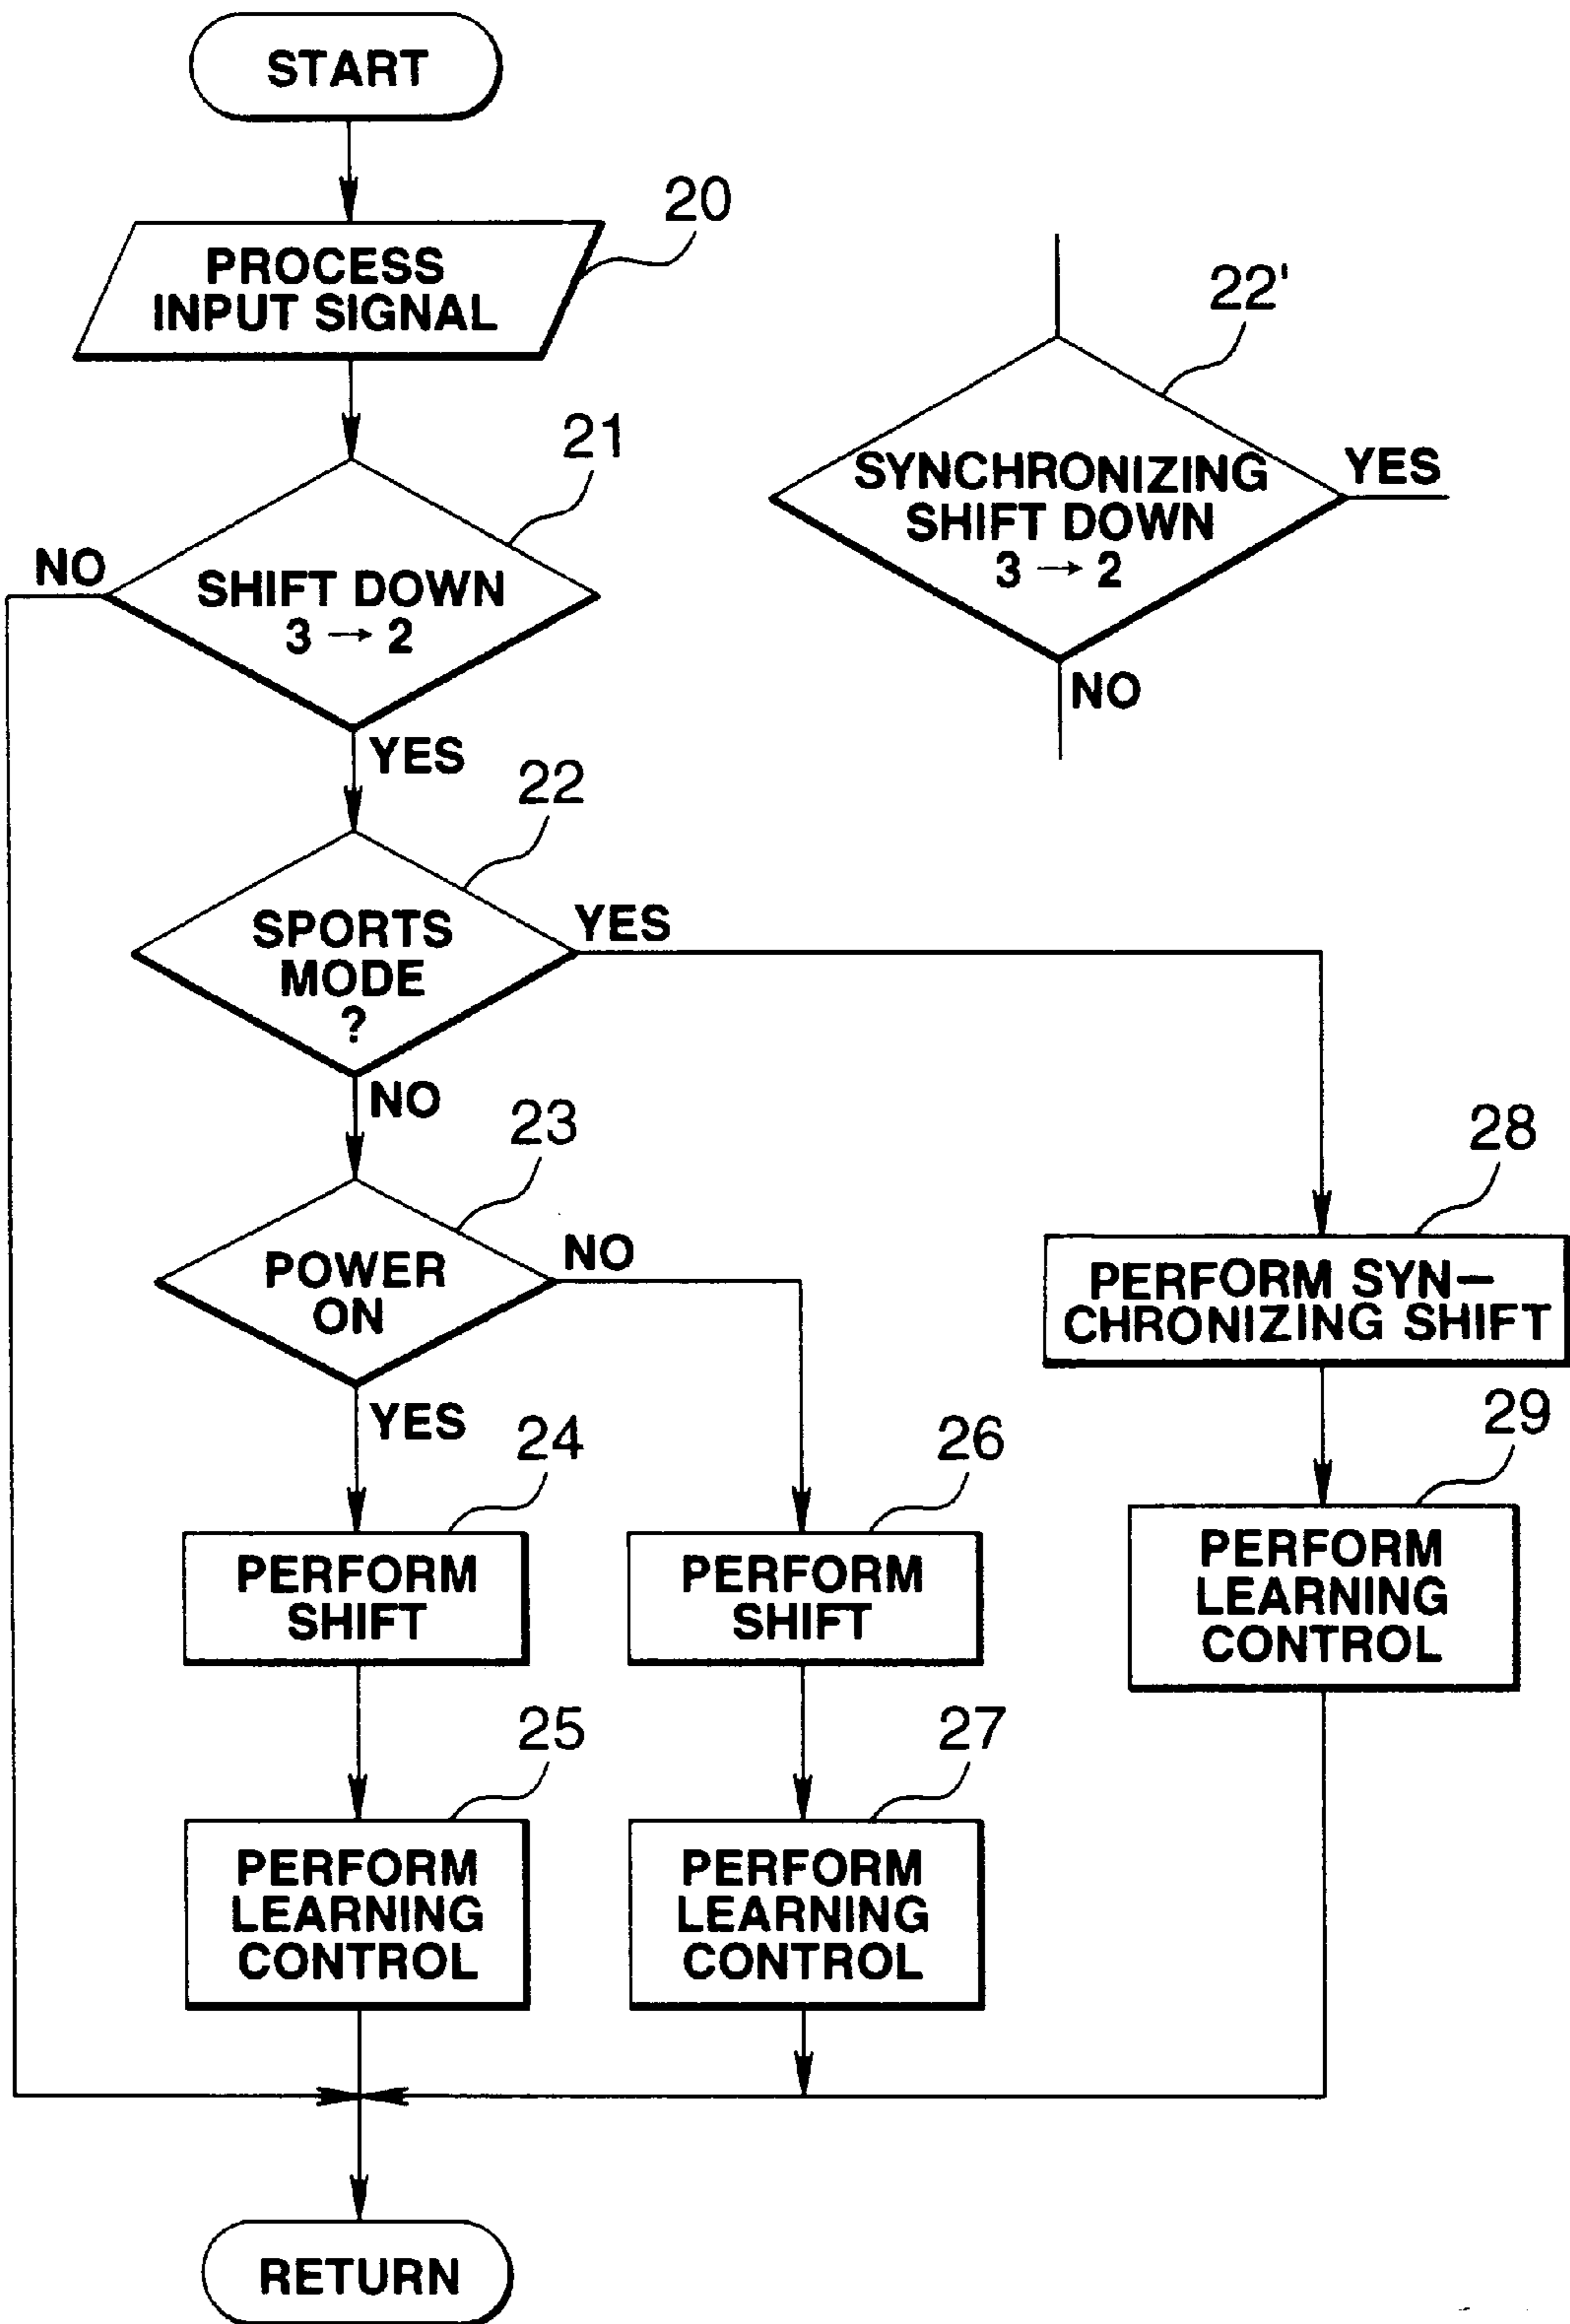 START
20
PROCESS
INPUT SIGNAL
22'
SYNCHRONIZING
SHIFT DOWN
3 → 2
YES
NO
21
NO
SHIFT DOWN
3 → 2
YES
22
SPORTS
MODE
?
YES
NO
23
POWER
ON
NO
YES
28
PERFORM SYN–
CHRONIZING SHIFT
24
PERFORM
SHIFT
26
PERFORM
SHIFT
29
PERFORM
LEARNING
CONTROL
25
PERFORM
LEARNING
CONTROL
27
PERFORM
LEARNING
CONTROL
RETURN